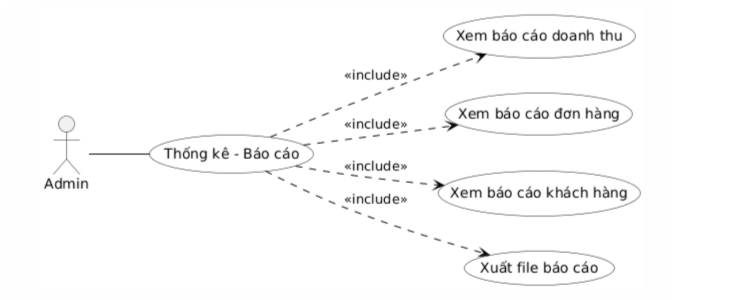 Xem báo cáo doanh thu
«include»
Xem báo cáo đơn hàng
«include»
Thống kê - Báo cáo
«include»
Admin
Xem báo cáo khách hàng
«include»
Xuất file báo cáo